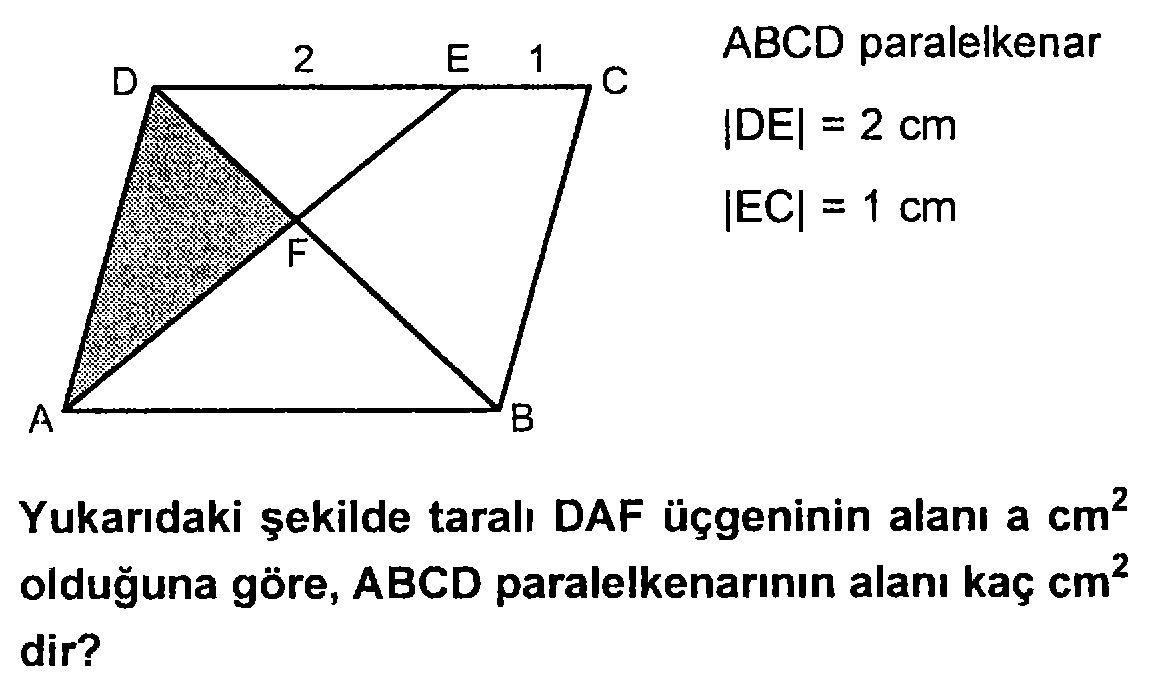 D 2 E 1 C
F
A B
ABCD paralelkenar
|DE| = 2 cm
|EC| = 1 cm
Yukarıdaki şekilde taralı DAF üçgeninin alanı a cm²
olduğuna göre, ABCD paralelkenarının alanı kaç cm²
dir?